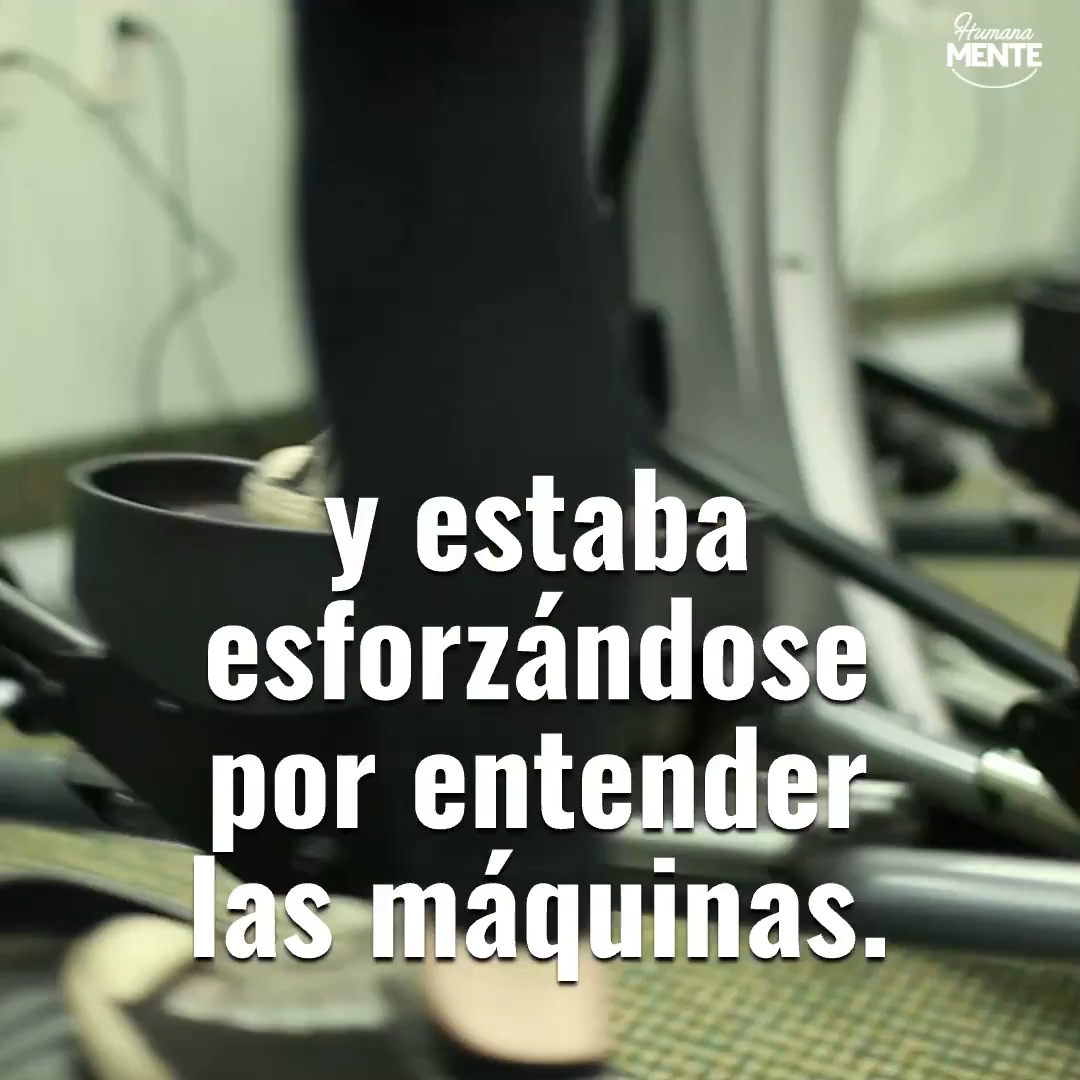 Humana
MENTE
y estaba
esforzándose
por entender
las máquinas.